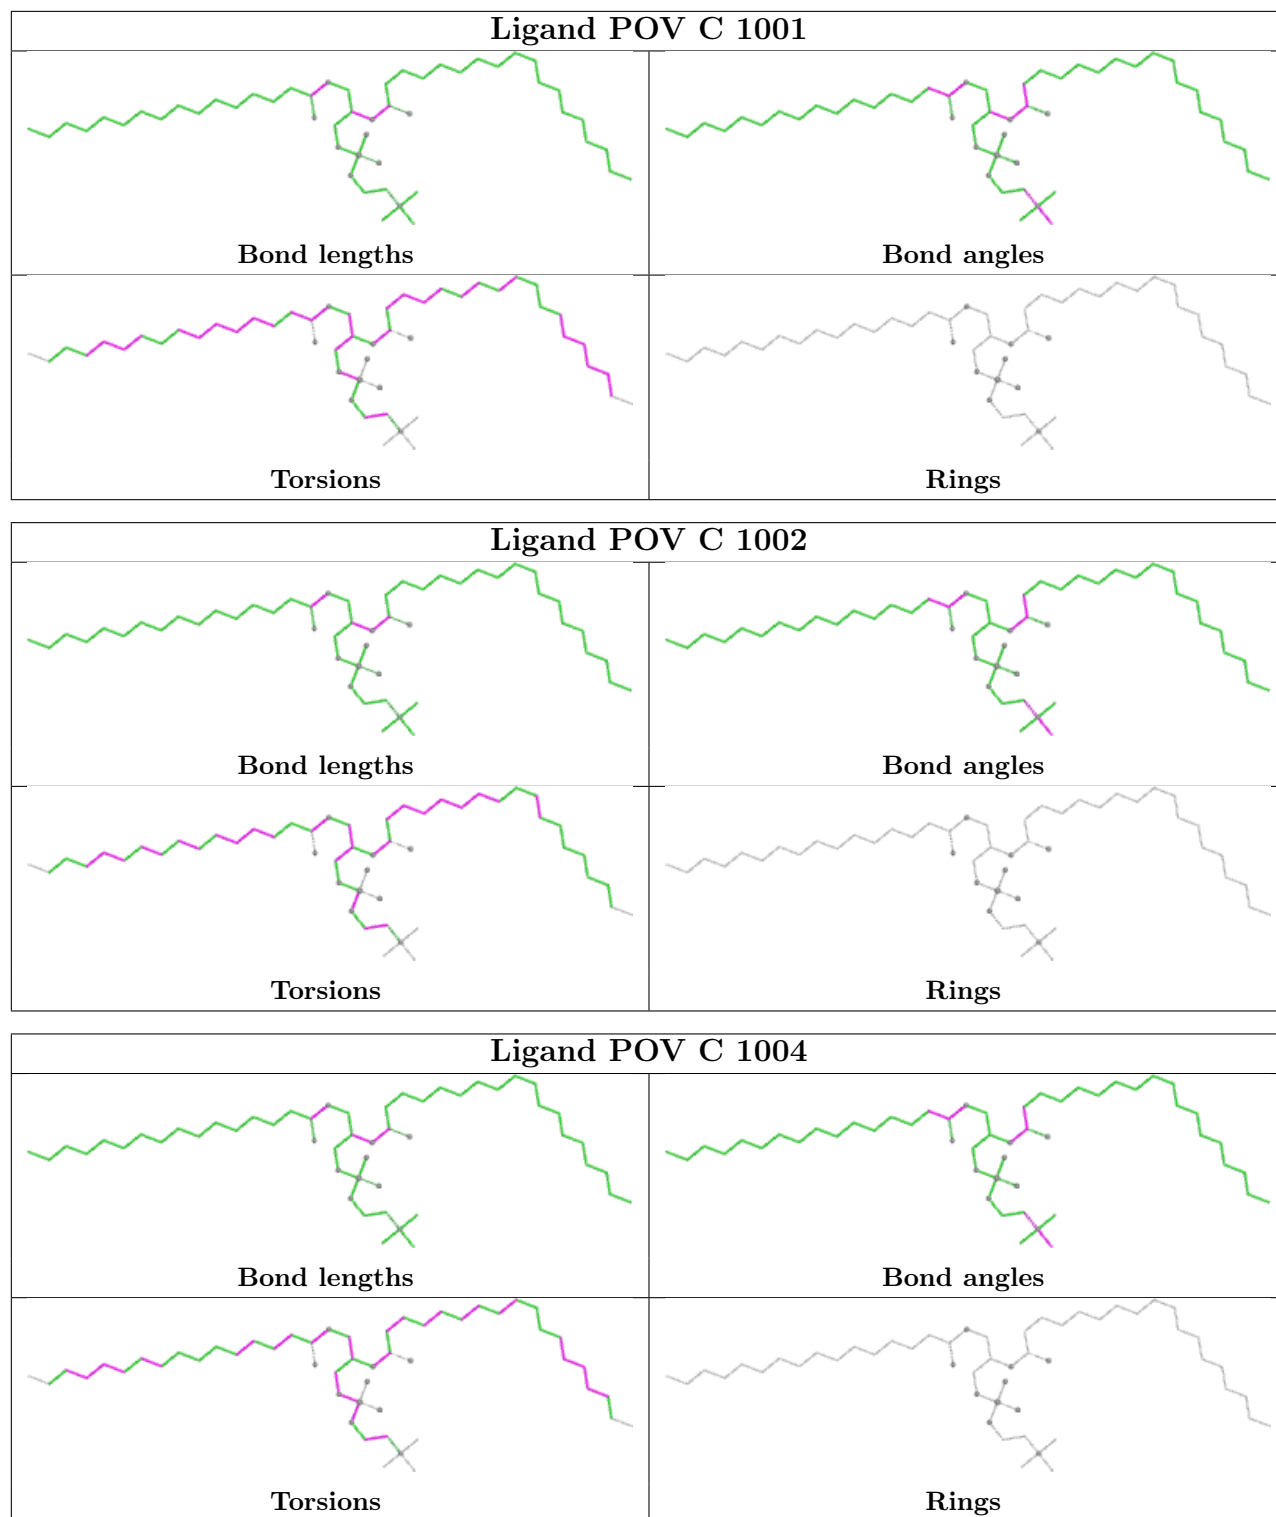 Ligand POV C 1001
Bond lengths
Bond angles
Torsions
Rings
Ligand POV C 1002
Bond lengths
Bond angles
Torsions
Rings
Ligand POV C 1004
Bond lengths
Bond angles
Torsions
Rings